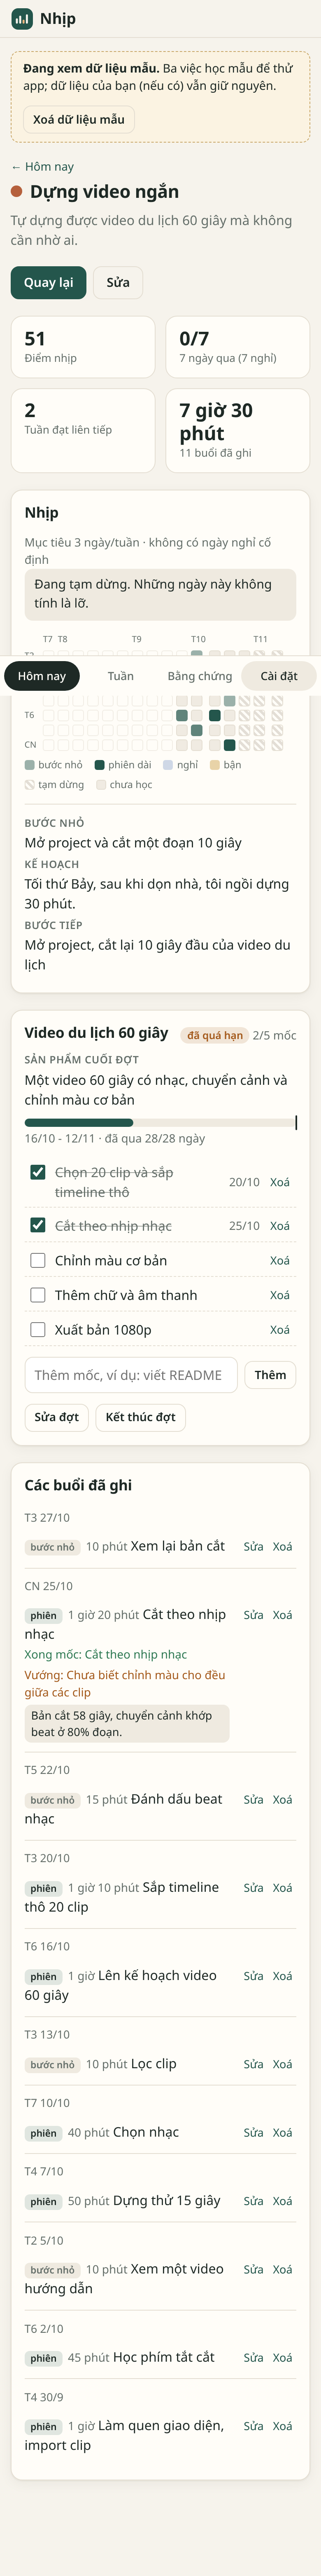 Nhịp
Đang xem dữ liệu mẫu. Ba việc học mẫu để thử
app; dữ liệu của bạn (nếu có) vẫn giữ nguyên.
Xoá dữ liệu mẫu
← Hôm nay
Dựng video ngắn
Tự dựng được video du lịch 60 giây mà không
cần nhờ ai.
Quay lại
Sửa
51
Điểm nhịp
0/7
7 ngày qua (7 nghỉ)
2
Tuần đạt liên tiếp
7 giờ 30
phút
11 buổi đã ghi
Nhịp
Mục tiêu 3 ngày/tuần · không có ngày nghỉ cố
định
Đang tạm dừng. Những ngày này không
tính là lỡ.
T7 T8 T9 T10 T11
Hôm nay
Tuần
Bằng chứng
Cài đặt
T6
CN
bước nhỏ
phiên dài
nghỉ
bận
tạm dừng
chưa học
BƯỚC NHỎ
Mở project và cắt một đoạn 10 giây
KẾ HOẠCH
Tối thứ Bảy, sau khi dọn nhà, tôi ngồi dựng
30 phút.
BƯỚC TIẾP
Mở project, cắt lại 10 giây đầu của video du
lịch
Video du lịch 60 giây
đã quá hạn 2/5 mốc
SẢN PHẨM CUỐI ĐỢT
Một video 60 giây có nhạc, chuyển cảnh và
chỉnh màu cơ bản
16/10 - 12/11 · đã qua 28/28 ngày
Chọn 20 clip và sắp
timeline thô
20/10 Xoá
Cắt theo nhịp nhạc 25/10 Xoá
Chỉnh màu cơ bản Xoá
Thêm chữ và âm thanh Xoá
Xuất bản 1080p Xoá
Thêm mốc, ví dụ: viết README
Thêm
Sửa đợt
Kết thúc đợt
Các buổi đã ghi
T3 27/10
bước nhỏ 10 phút Xem lại bản cắt Sửa Xoá
CN 25/10
phiên 1 giờ 20 phút Cắt theo nhịp Sửa Xoá
nhạc
Xong mốc: Cắt theo nhịp nhạc
Vướng: Chưa biết chỉnh màu cho đều
giữa các clip
Bản cắt 58 giây, chuyển cảnh khớp
beat ở 80% đoạn.
T5 22/10
bước nhỏ 15 phút Đánh dấu beat Sửa Xoá
nhạc
T3 20/10
phiên 1 giờ 10 phút Sắp timeline Sửa Xoá
thô 20 clip
T6 16/10
phiên 1 giờ Lên kế hoạch video Sửa Xoá
60 giây
T3 13/10
bước nhỏ 10 phút Lọc clip Sửa Xoá
T7 10/10
phiên 40 phút Chọn nhạc Sửa Xoá
T4 7/10
phiên 50 phút Dựng thử 15 giây Sửa Xoá
T2 5/10
bước nhỏ 10 phút Xem một video Sửa Xoá
hướng dẫn
T6 2/10
phiên 45 phút Học phím tắt cắt Sửa Xoá
T4 30/9
phiên 1 giờ Làm quen giao diện, Sửa Xoá
import clip